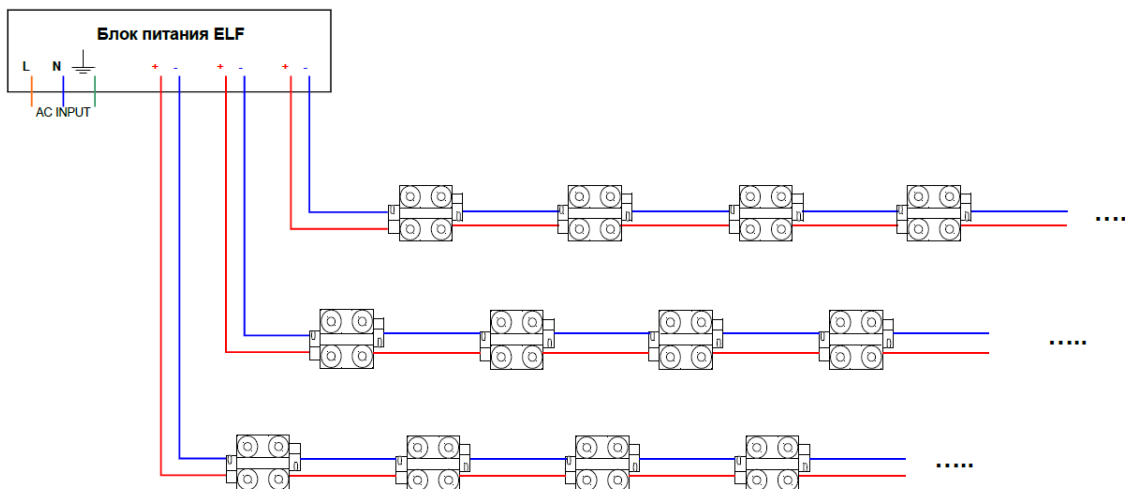 Блок питания ELF
L N + - + - + -
AC INPUT
.....
.....
.....